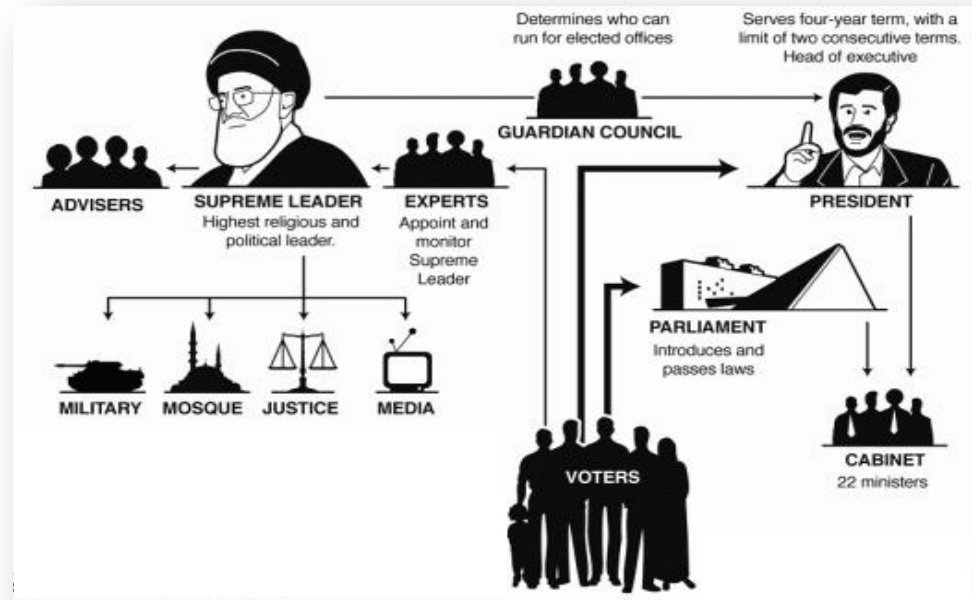 Determines who can
run for elected offices
Serves four-year term, with a
limit of two consecutive terms.
Head of executive
GUARDIAN COUNCIL
ADVISERS
SUPREME LEADER
Highest religious and
political leader.
EXPERTS
Appoint and
monitor
Supreme
Leader
PRESIDENT
PARLIAMENT
Introduces and
passes laws
MILITARY
MOSQUE
JUSTICE
MEDIA
CABINET
22 ministers
VOTERS